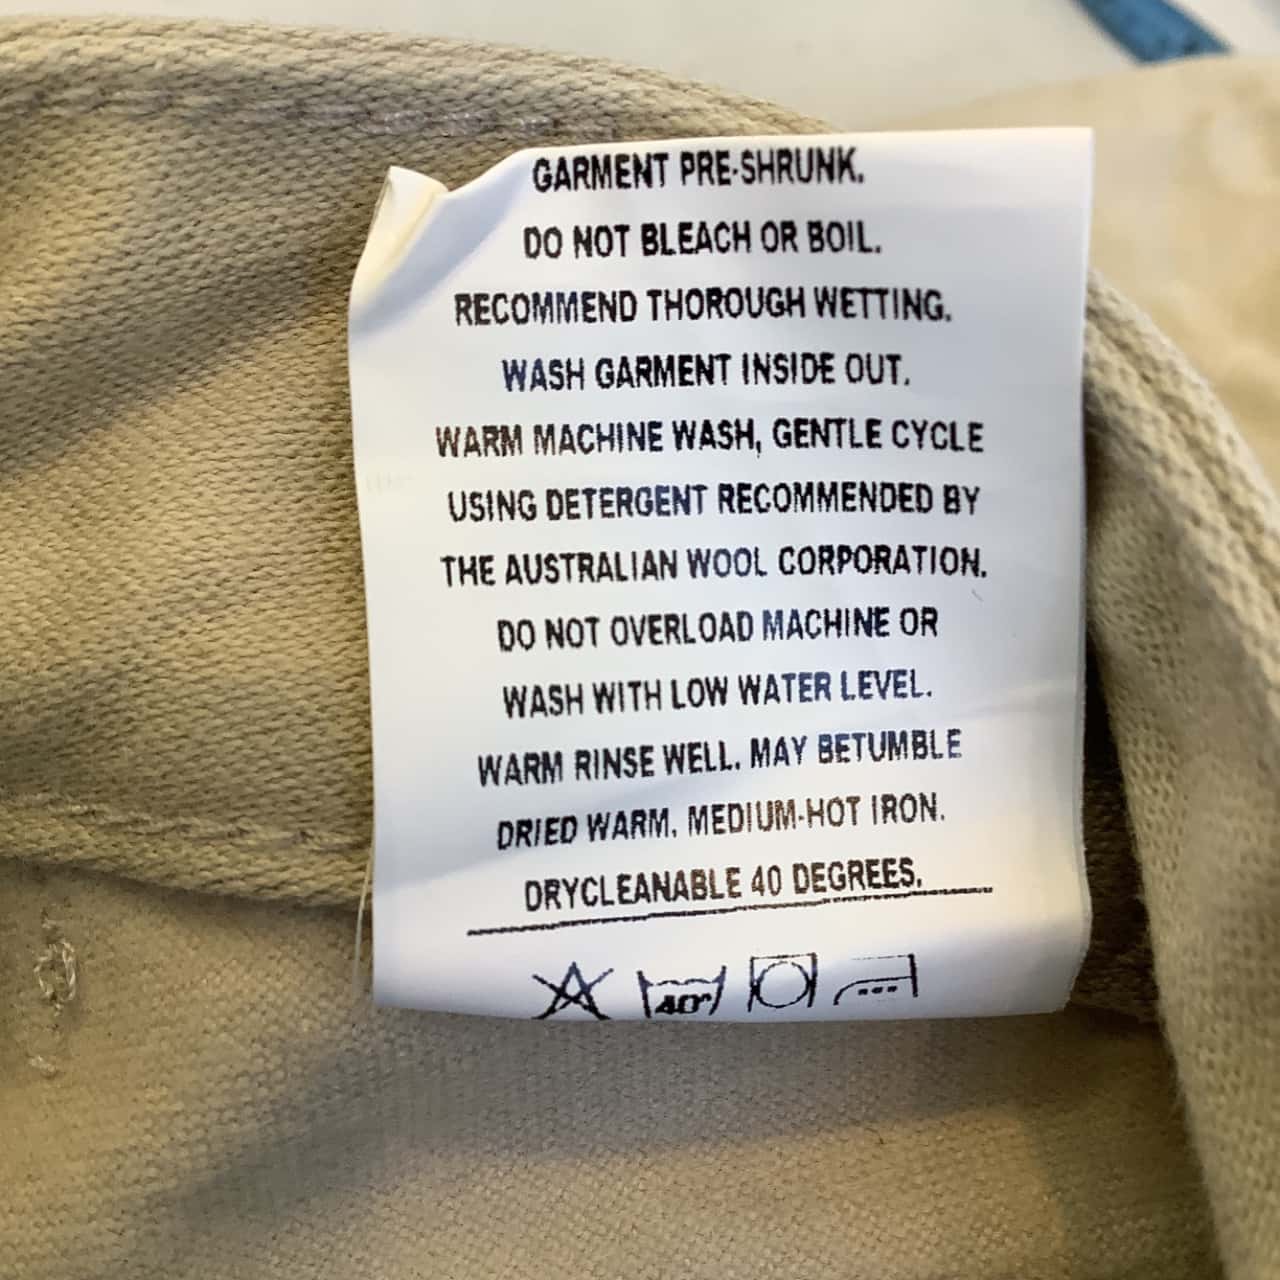 GARMENT PRE-SHRUNK.
DO NOT BLEACH OR BOIL.
RECOMMEND THOROUGH WETTING.
WASH GARMENT INSIDE OUT.
WARM MACHINE WASH, GENTLE CYCLE
USING DETERGENT RECOMMENDED BY
THE AUSTRALIAN WOOL CORPORATION.
DO NOT OVERLOAD MACHINE OR
WASH WITH LOW WATER LEVEL.
WARM RINSE WELL. MAY BETUMBLE
DRIED WARM. MEDIUM-HOT IRON.
DRYCLEANABLE 40 DEGREES.
40°